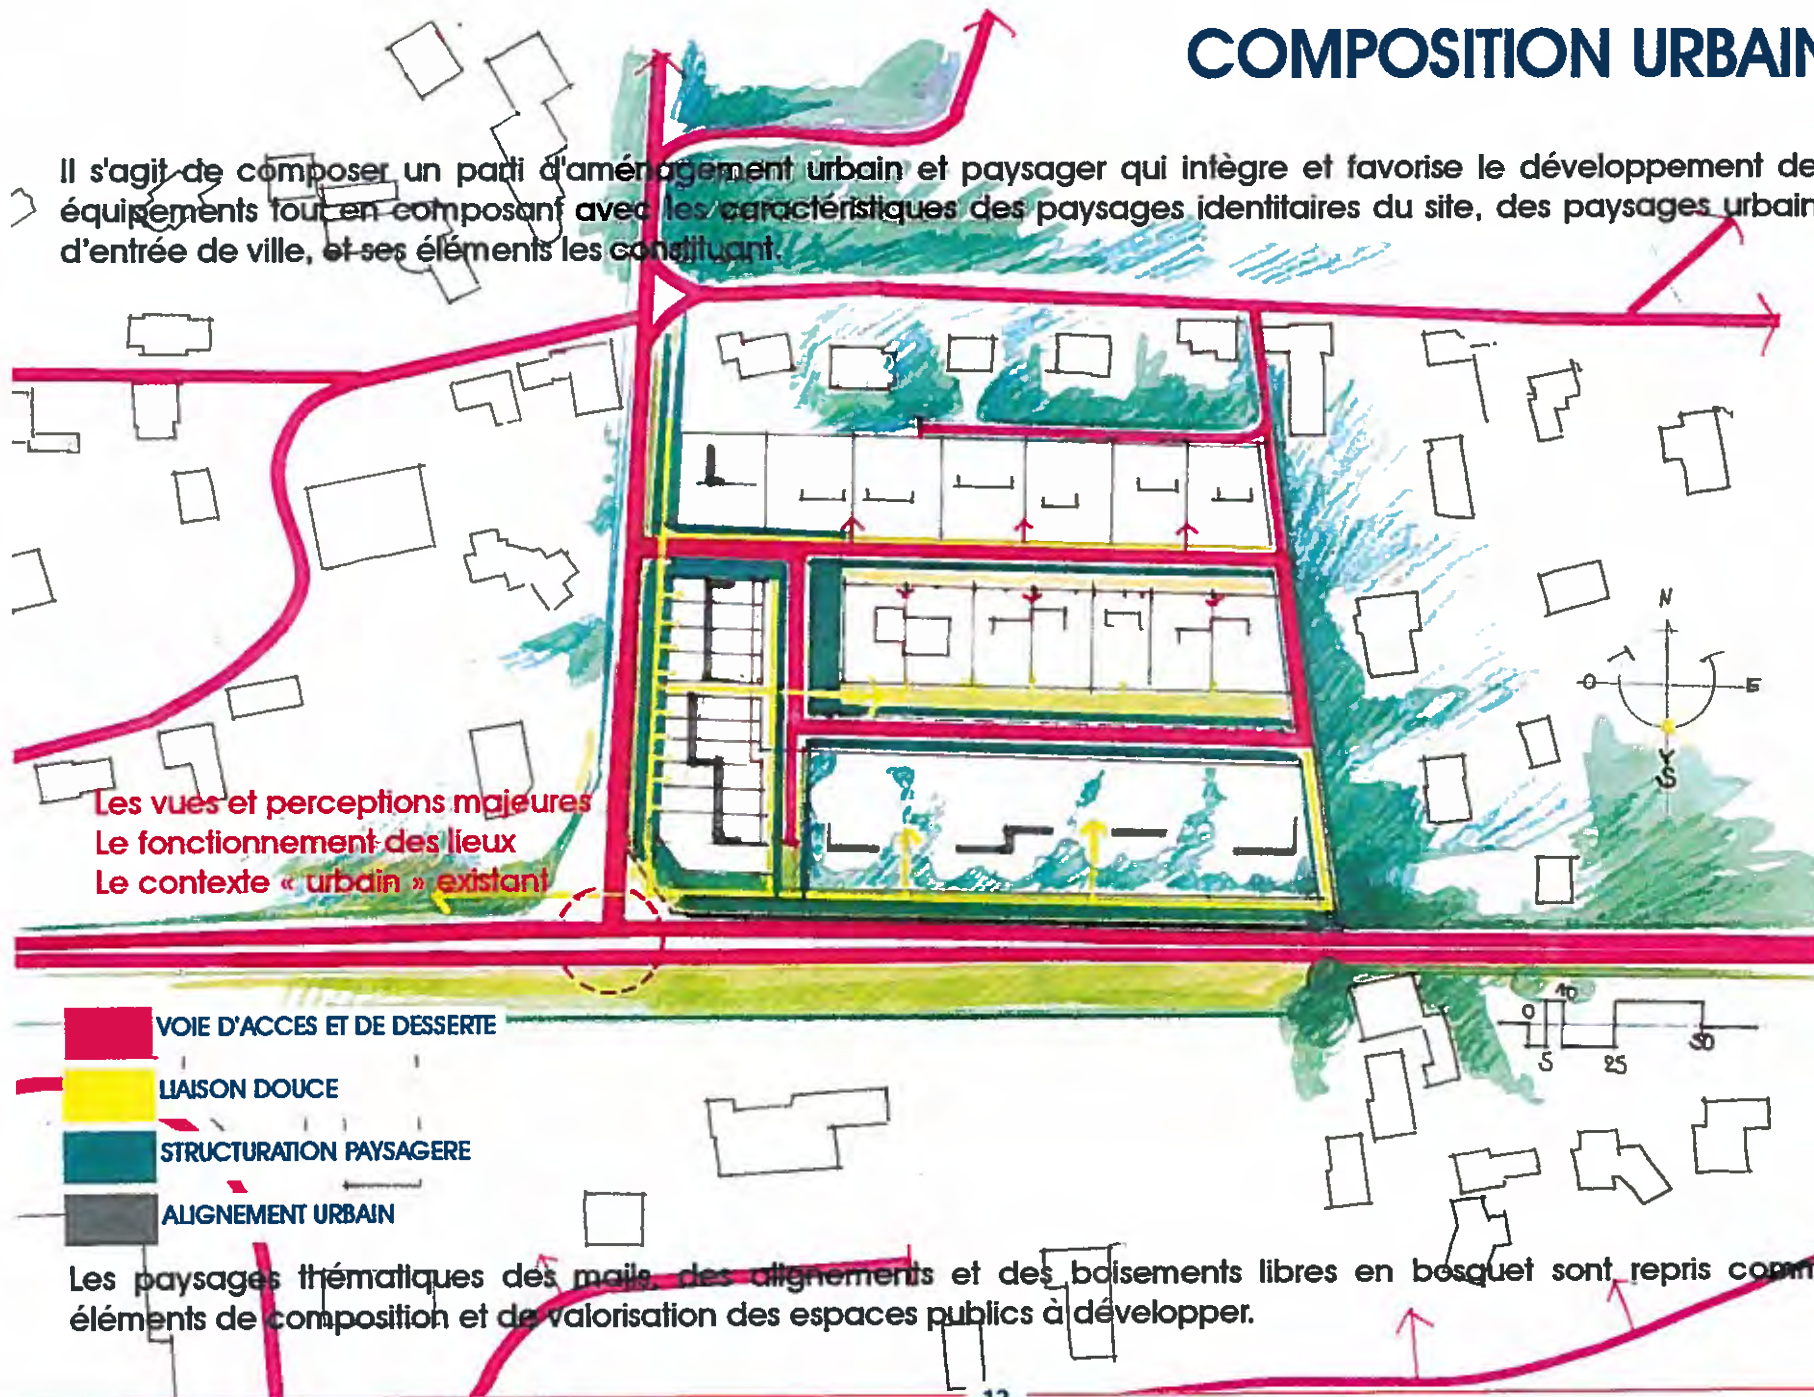 COMPOSITION URBAIN
Il s'agit de composer un parti d'aménagement urbain et paysager qui intègre et favorise le développement de
équipements tout en composant avec les caractéristiques des paysages identitaires du site, des paysages urbain
d'entrée de ville, et ses éléments les constituant.
N
O
E
S
Les vues et perceptions majeures
Le fonctionnement des lieux
Le contexte « urbain » existant
0
10
5
25
50
VOIE D'ACCES ET DE DESSERTE
LIAISON DOUCE
STRUCTURATION PAYSAGERE
ALIGNEMENT URBAIN
Les paysages thématiques des mails, des alignements et des boisements libres en bosquet sont repris comm
éléments de composition et de valorisation des espaces publics à développer.